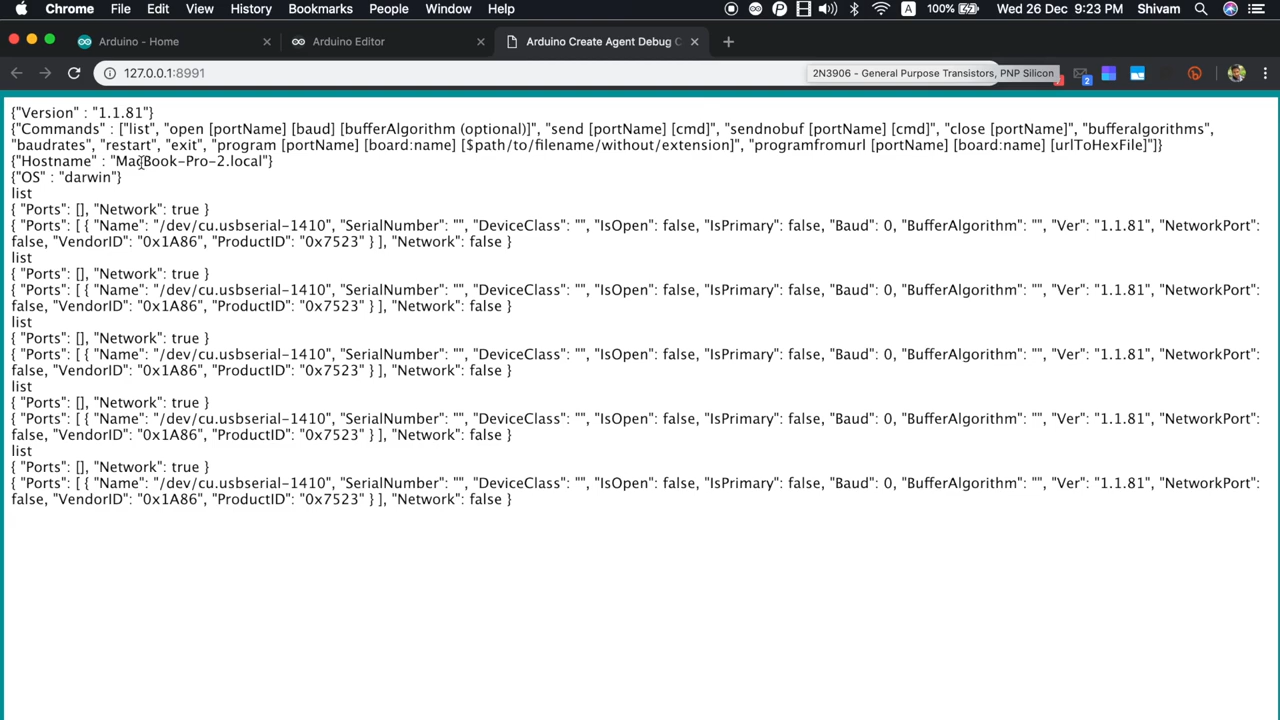 Chrome File Edit View History Bookmarks People Window Help A 100% Wed 26 Dec 9:23 PM Shivam
Arduino - Home Arduino Editor Arduino Create Agent Debug C
127.0.0.1:8991 2N3906 - General Purpose Transistors, PNP Silicon 2
{"Version" : "1.1.81"}
{"Commands" : ["list", "open [portName] [baud] [bufferAlgorithm (optional)]", "send [portName] [cmd]", "sendnobuf [portName] [cmd]", "close [portName]", "bufferalgorithms",
"baudrates", "restart", "exit", "program [portName] [board:name] [$path/to/filename/without/extension]", "programfromurl [portName] [board:name] [urlToHexFile]"]}
{"Hostname" : "MacBook-Pro-2.local"}
{"OS" : "darwin"}
list
{ "Ports": [], "Network": true }
{ "Ports": [ { "Name": "/dev/cu.usbserial-1410", "SerialNumber": "", "DeviceClass": "", "IsOpen": false, "IsPrimary": false, "Baud": 0, "BufferAlgorithm": "", "Ver": "1.1.81", "NetworkPort":
false, "VendorID": "0x1A86", "ProductID": "0x7523" } ], "Network": false }
list
{ "Ports": [], "Network": true }
{ "Ports": [ { "Name": "/dev/cu.usbserial-1410", "SerialNumber": "", "DeviceClass": "", "IsOpen": false, "IsPrimary": false, "Baud": 0, "BufferAlgorithm": "", "Ver": "1.1.81", "NetworkPort":
false, "VendorID": "0x1A86", "ProductID": "0x7523" } ], "Network": false }
list
{ "Ports": [], "Network": true }
{ "Ports": [ { "Name": "/dev/cu.usbserial-1410", "SerialNumber": "", "DeviceClass": "", "IsOpen": false, "IsPrimary": false, "Baud": 0, "BufferAlgorithm": "", "Ver": "1.1.81", "NetworkPort":
false, "VendorID": "0x1A86", "ProductID": "0x7523" } ], "Network": false }
list
{ "Ports": [], "Network": true }
{ "Ports": [ { "Name": "/dev/cu.usbserial-1410", "SerialNumber": "", "DeviceClass": "", "IsOpen": false, "IsPrimary": false, "Baud": 0, "BufferAlgorithm": "", "Ver": "1.1.81", "NetworkPort":
false, "VendorID": "0x1A86", "ProductID": "0x7523" } ], "Network": false }
list
{ "Ports": [], "Network": true }
{ "Ports": [ { "Name": "/dev/cu.usbserial-1410", "SerialNumber": "", "DeviceClass": "", "IsOpen": false, "IsPrimary": false, "Baud": 0, "BufferAlgorithm": "", "Ver": "1.1.81", "NetworkPort":
false, "VendorID": "0x1A86", "ProductID": "0x7523" } ], "Network": false }